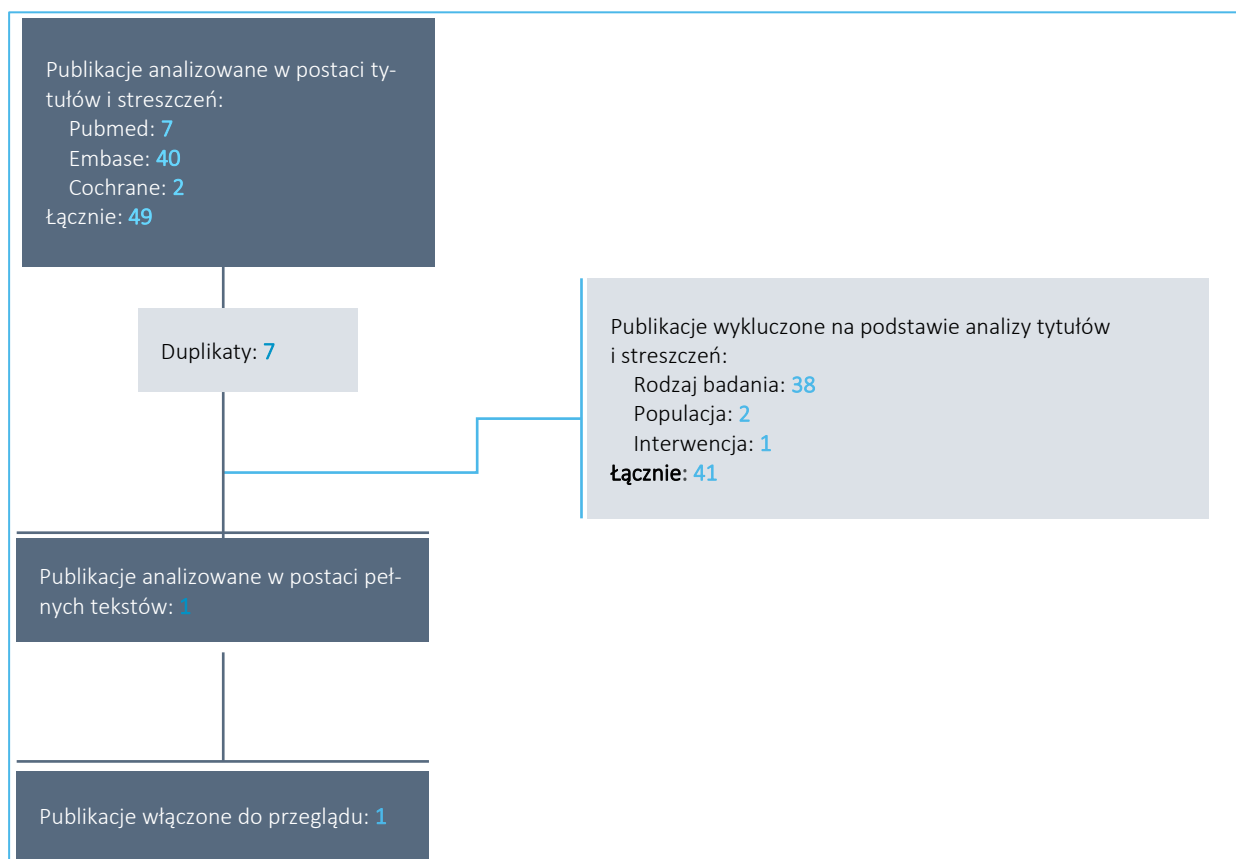 Publikacje analizowane w postaci ty-
tułów i streszczeń:
Pubmed: 7
Embase: 40
Cochrane: 2
Łącznie: 49
Duplikaty: 7
Publikacje wykluczone na podstawie analizy tytułów
i streszczeń:
Rodzaj badania: 38
Populacja: 2
Interwencja: 1
Łącznie: 41
Publikacje analizowane w postaci peł-
nych tekstów: 1
Publikacje włączone do przeglądu: 1